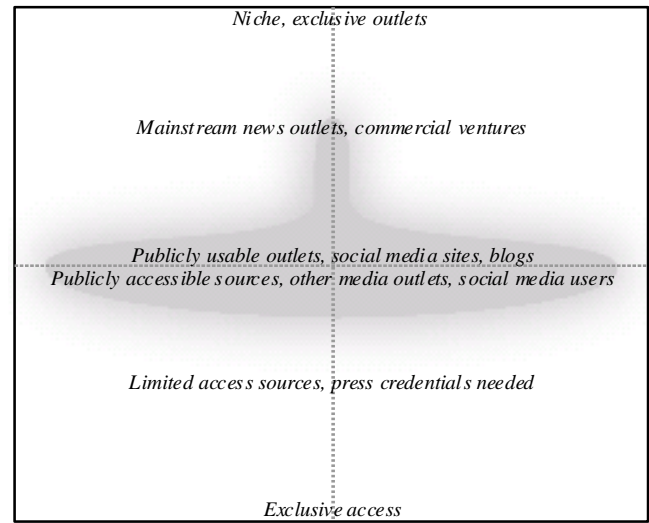 Niche, exclusive outlets
Mainstream news outlets, commercial ventures
Publicly usable outlets, social media sites, blogs
Publicly accessible sources, other media outlets, social media users
Limited access sources, press credentials needed
Exclusive access